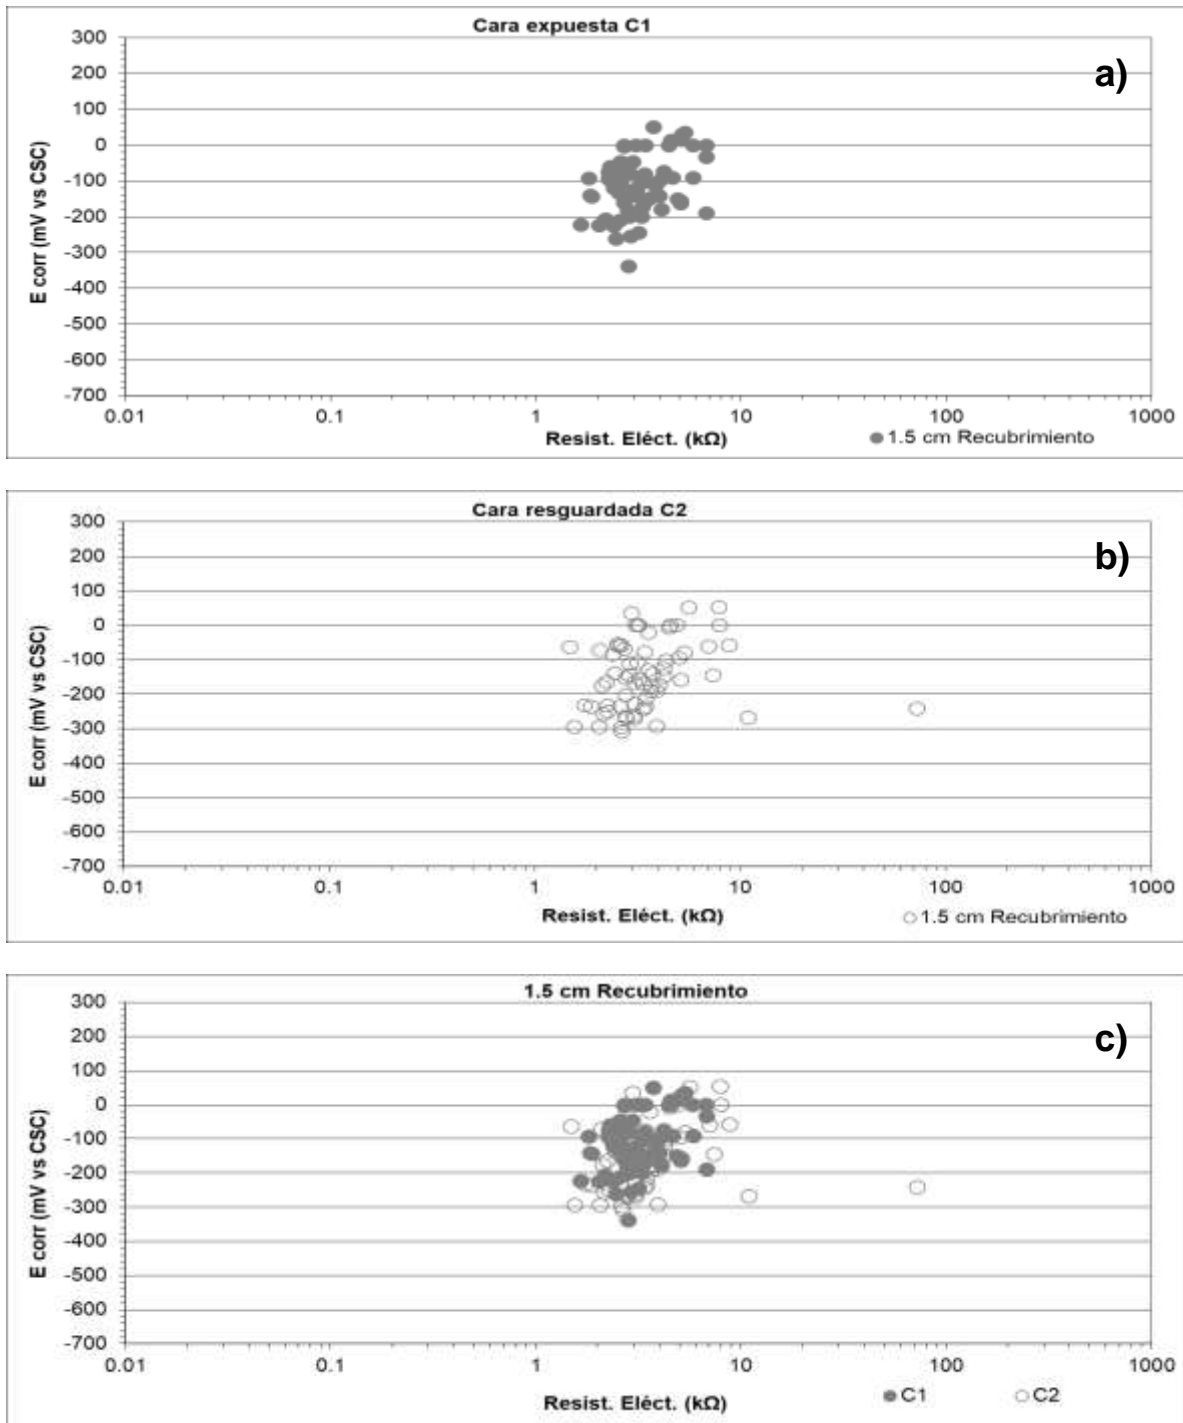 Cara expuesta C1
a)
300
200
100
0
-100
-200
-300
-400
-500
-600
-700
E corr (mV vs CSC)
0.01 0.1 1 10 100 1000
Resist. Eléct. (kΩ)
1.5 cm Recubrimiento
Cara resguardada C2
b)
300
200
100
0
-100
-200
-300
-400
-500
-600
-700
E corr (mV vs CSC)
0.01 0.1 1 10 100 1000
Resist. Eléct. (kΩ)
1.5 cm Recubrimiento
1.5 cm Recubrimiento
c)
300
200
100
0
-100
-200
-300
-400
-500
-600
-700
E corr (mV vs CSC)
0.01 0.1 1 10 100 1000
Resist. Eléct. (kΩ)
C1 C2